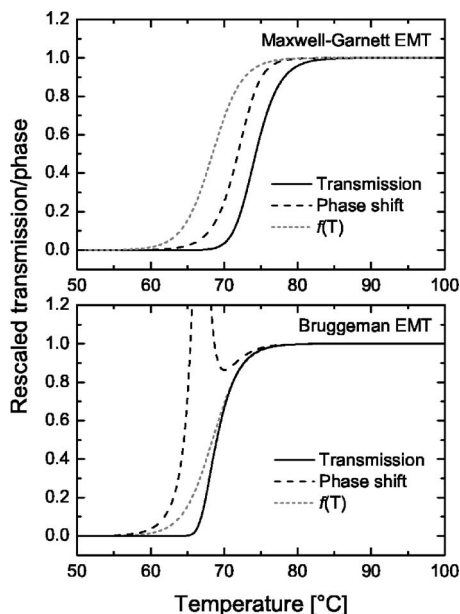 Rescaled transmission/phase
1.2
1.0
0.8
0.6
0.4
0.2
0.0
Maxwell-Garnett EMT
Transmission
Phase shift
f(T)
50 60 70 80 90 100
1.2
1.0
0.8
0.6
0.4
0.2
0.0
Bruggeman EMT
Transmission
Phase shift
f(T)
50 60 70 80 90 100
Temperature [°C]